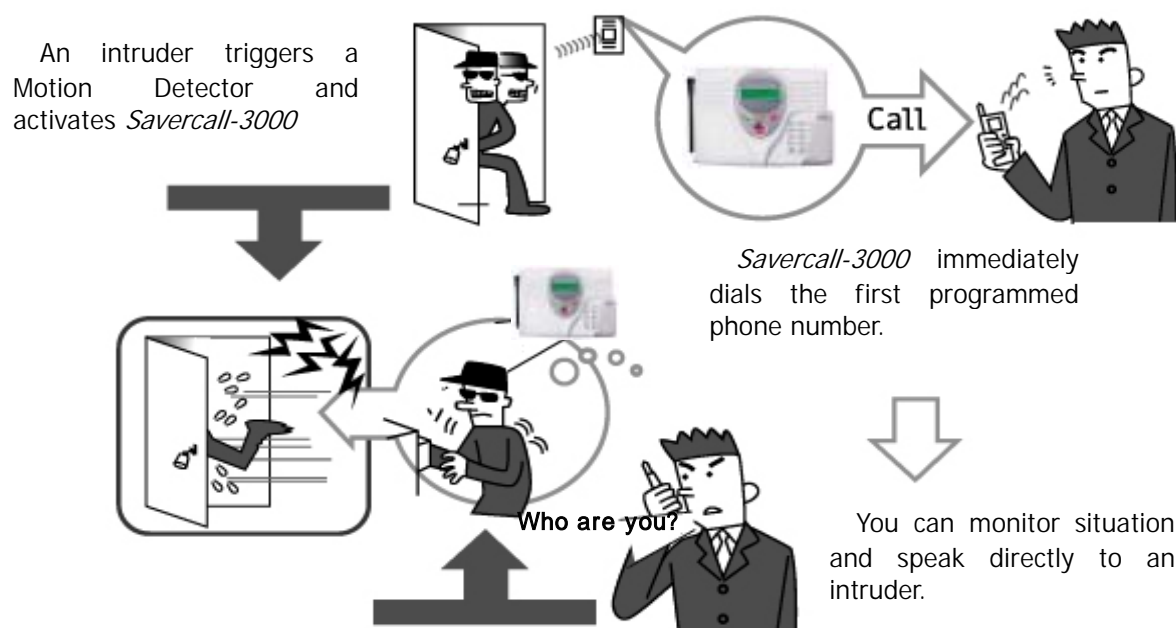 An intruder triggers a
Motion Detector and
activates Savercall-3000
Call
Savercall-3000 immediately
dials the first programmed
phone number.
Who are you?
You can monitor situation
and speak directly to an
intruder.